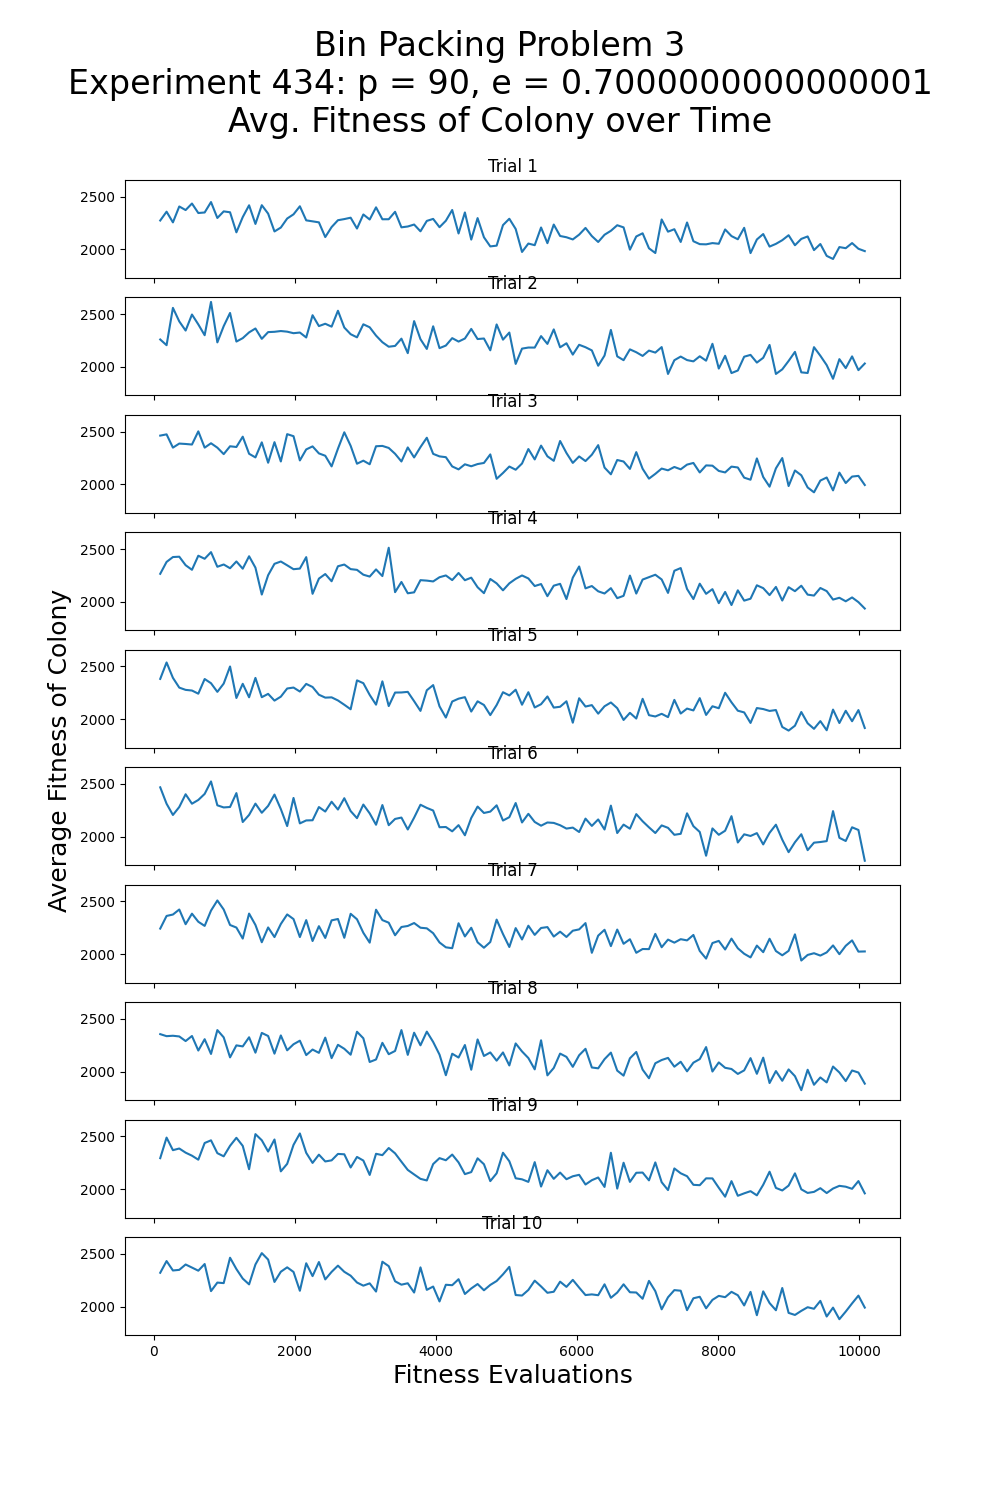 Bin Packing Problem 3
Experiment 434: p = 90, e = 0.7000000000000001
Avg. Fitness of Colony over Time
Trial 1
2500
2000
Trial 2
2500
2000
Trial 3
2500
2000
Trial 4
2500
2000
Trial 5
2500
2000
Trial 6
2500
2000
Trial 7
2500
2000
Trial 8
2500
2000
Trial 9
2500
2000
Trial 10
2500
2000
0 2000 4000 6000 8000 10000
Fitness Evaluations
Average Fitness of Colony